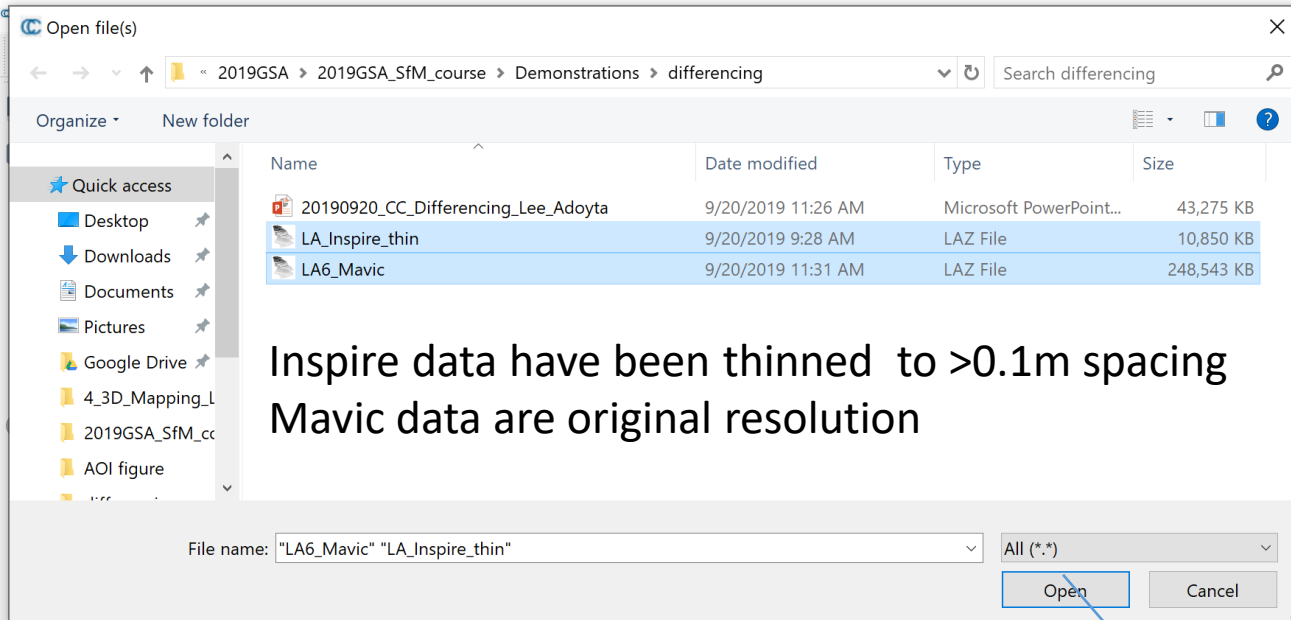 Open file(s)
« 2019GSA > 2019GSA_SfM_course > Demonstrations > differencing
Search differencing
Organize
New folder
Name Date modified Type Size
Quick access
Desktop
Downloads
Documents
Pictures
Google Drive
4_3D_Mapping_L
2019GSA_SfM_cc
AOI figure
20190920_CC_Differencing_Lee_Adoyta 9/20/2019 11:26 AM Microsoft PowerPoint... 43,275 KB
LA_Inspire_thin 9/20/2019 9:28 AM LAZ File 10,850 KB
LA6_Mavic 9/20/2019 11:31 AM LAZ File 248,543 KB
Inspire data have been thinned to >0.1m spacing
Mavic data are original resolution
File name: "LA6_Mavic" "LA_Inspire_thin"
All (*.*)
Open Cancel